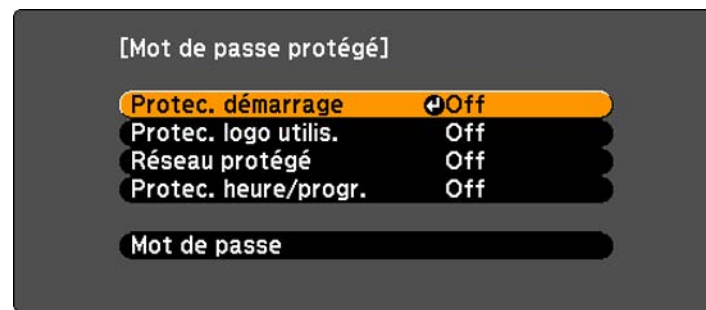 [Mot de passe protégé]
Protec. démarrage Off
Protec. logo utilis. Off
Réseau protégé Off
Protec. heure/progr. Off
Mot de passe